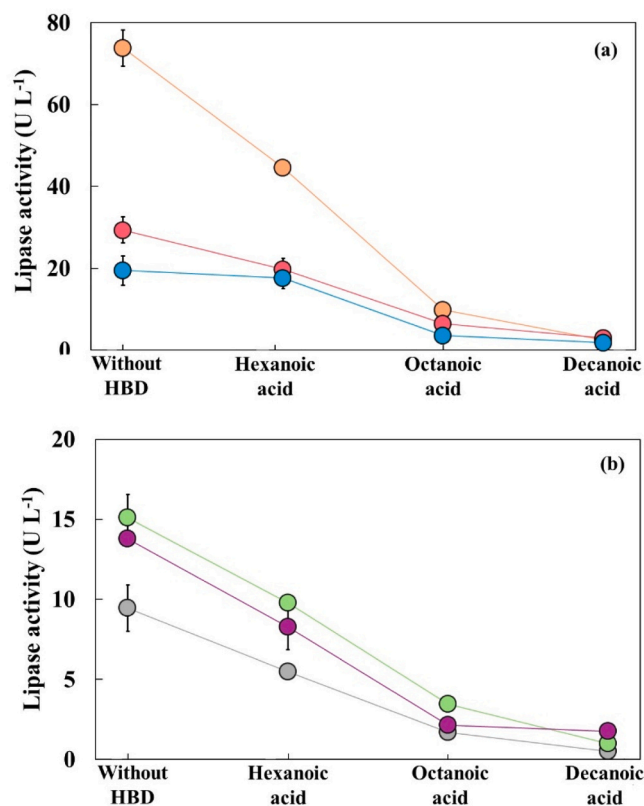 80
(a)
60
40
20
0
Lipase activity (U L⁻¹)
Without HBD
Hexanoic acid
Octanoic acid
Decanoic acid
20
(b)
15
10
5
0
Lipase activity (U L⁻¹)
Without HBD
Hexanoic acid
Octanoic acid
Decanoic acid